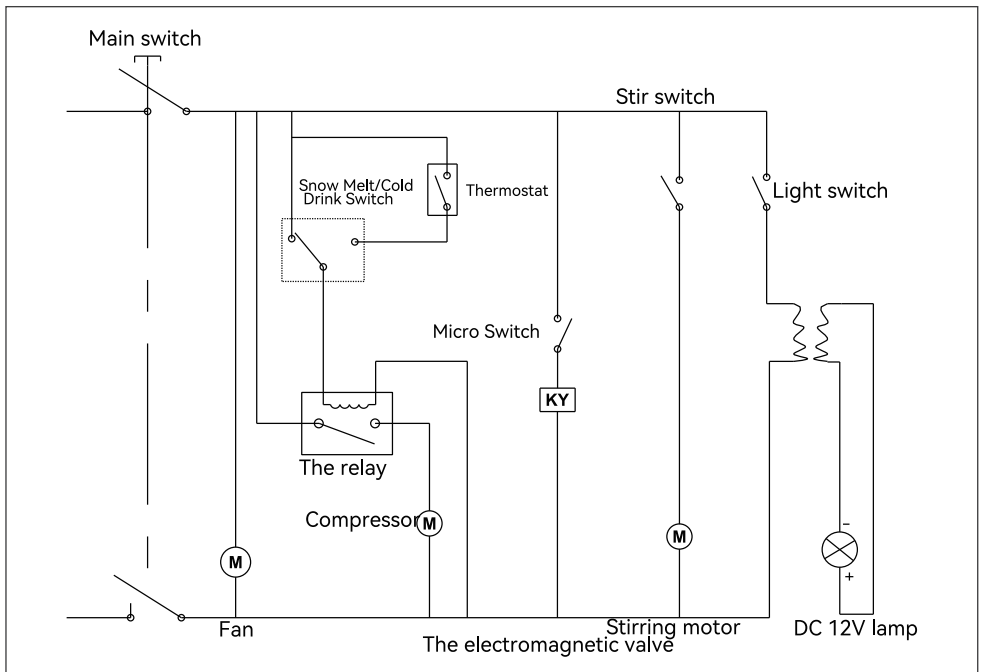 Main switch
Stir switch
Snow Melt/Cold
Drink Switch
Thermostat
Light switch
Micro Switch
KY
The relay
Compressor
M
M
M
-
+
Fan
The electromagnetic valve
Stirring motor
DC 12V lamp